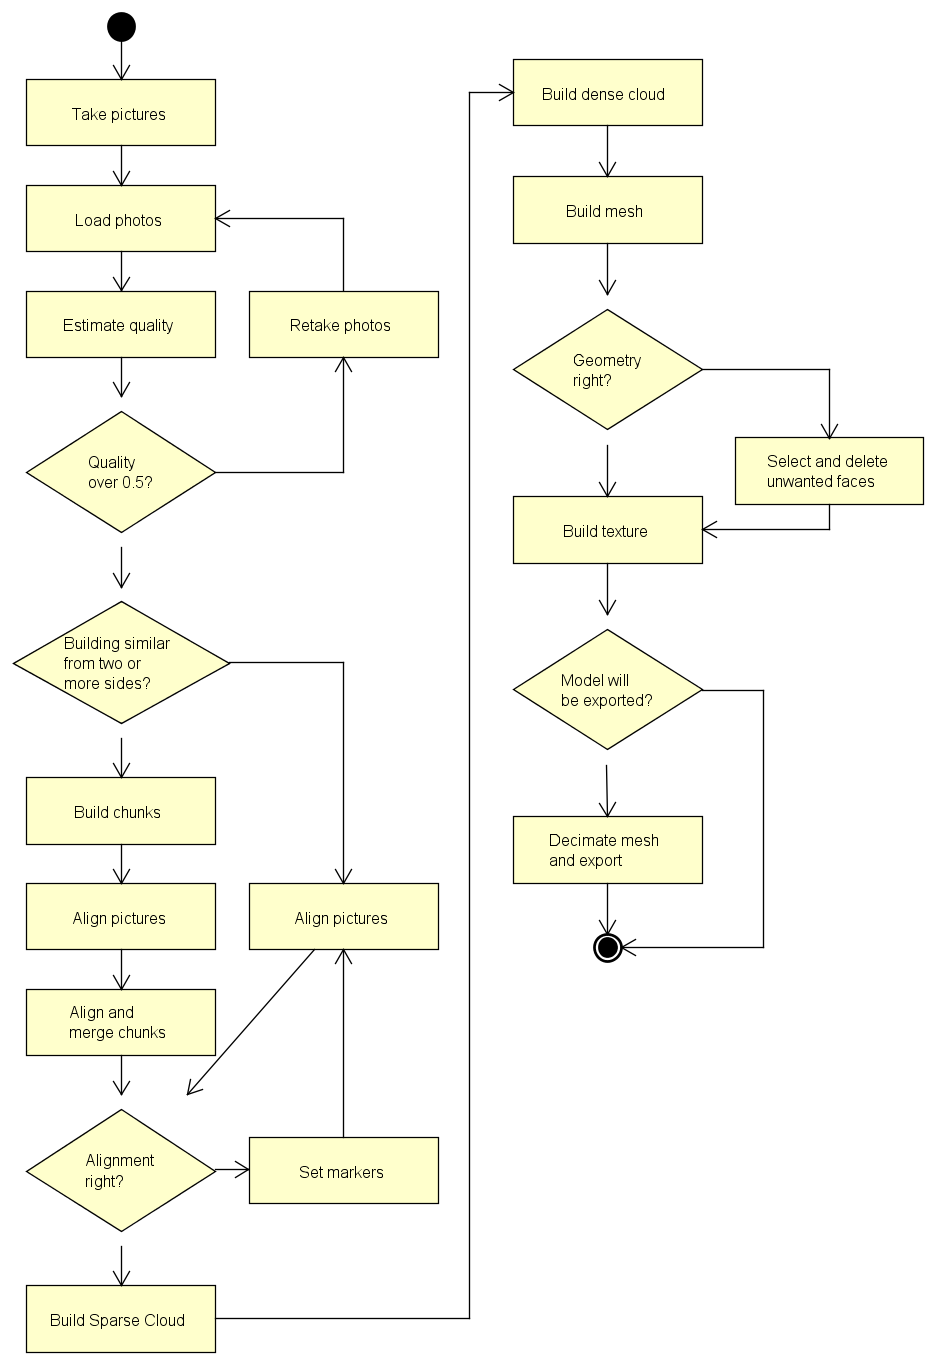 Take pictures
Load photos
Estimate quality
Retake photos
Quality
over 0.5?
Building similar
from two or
more sides?
Build chunks
Align pictures
Align pictures
Align and
merge chunks
Alignment
right?
Set markers
Build Sparse Cloud
Build dense cloud
Build mesh
Geometry
right?
Select and delete
unwanted faces
Build texture
Model will
be exported?
Decimate mesh
and export